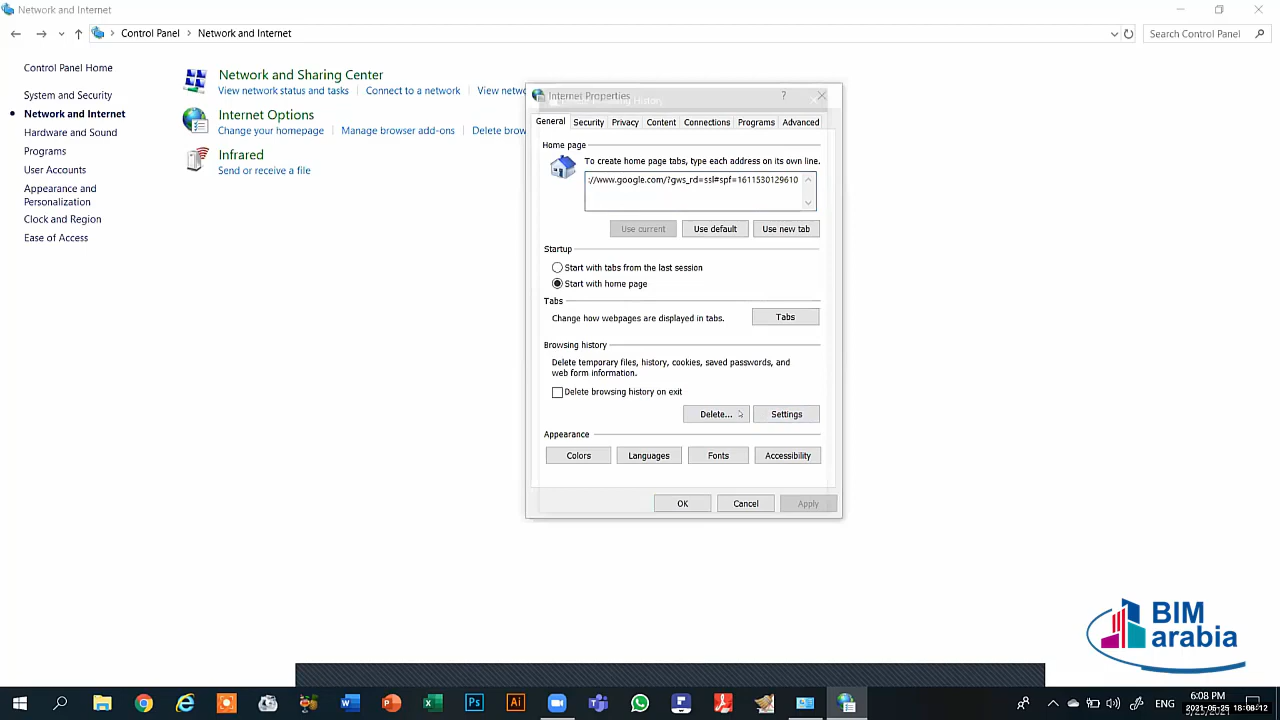 Network and Internet
Control Panel > Network and Internet
Search Control Panel
Control Panel Home
System and Security
Network and Internet
Hardware and Sound
Programs
User Accounts
Appearance and
Personalization
Clock and Region
Ease of Access
Network and Sharing Center
View network status and tasks
Connect to a network
View netwo
Internet Options
Change your homepage
Manage browser add-ons
Delete brow
Infrared
Send or receive a file
Internet Properties
?
General
Security
Privacy
Content
Connections
Programs
Advanced
Home page
To create home page tabs, type each address on its own line.
://www.google.com/?gws_rd=ssl#spf=1611530129610
Use current
Use default
Use new tab
Startup
Start with tabs from the last session
Start with home page
Tabs
Change how webpages are displayed in tabs.
Tabs
Browsing history
Delete temporary files, history, cookies, saved passwords, and
web form information.
Delete browsing history on exit
Delete...
Settings
Appearance
Colors
Languages
Fonts
Accessibility
OK
Cancel
Apply
BIM
arabia
ENG
6:08 PM
2021-05-25 18:08:12